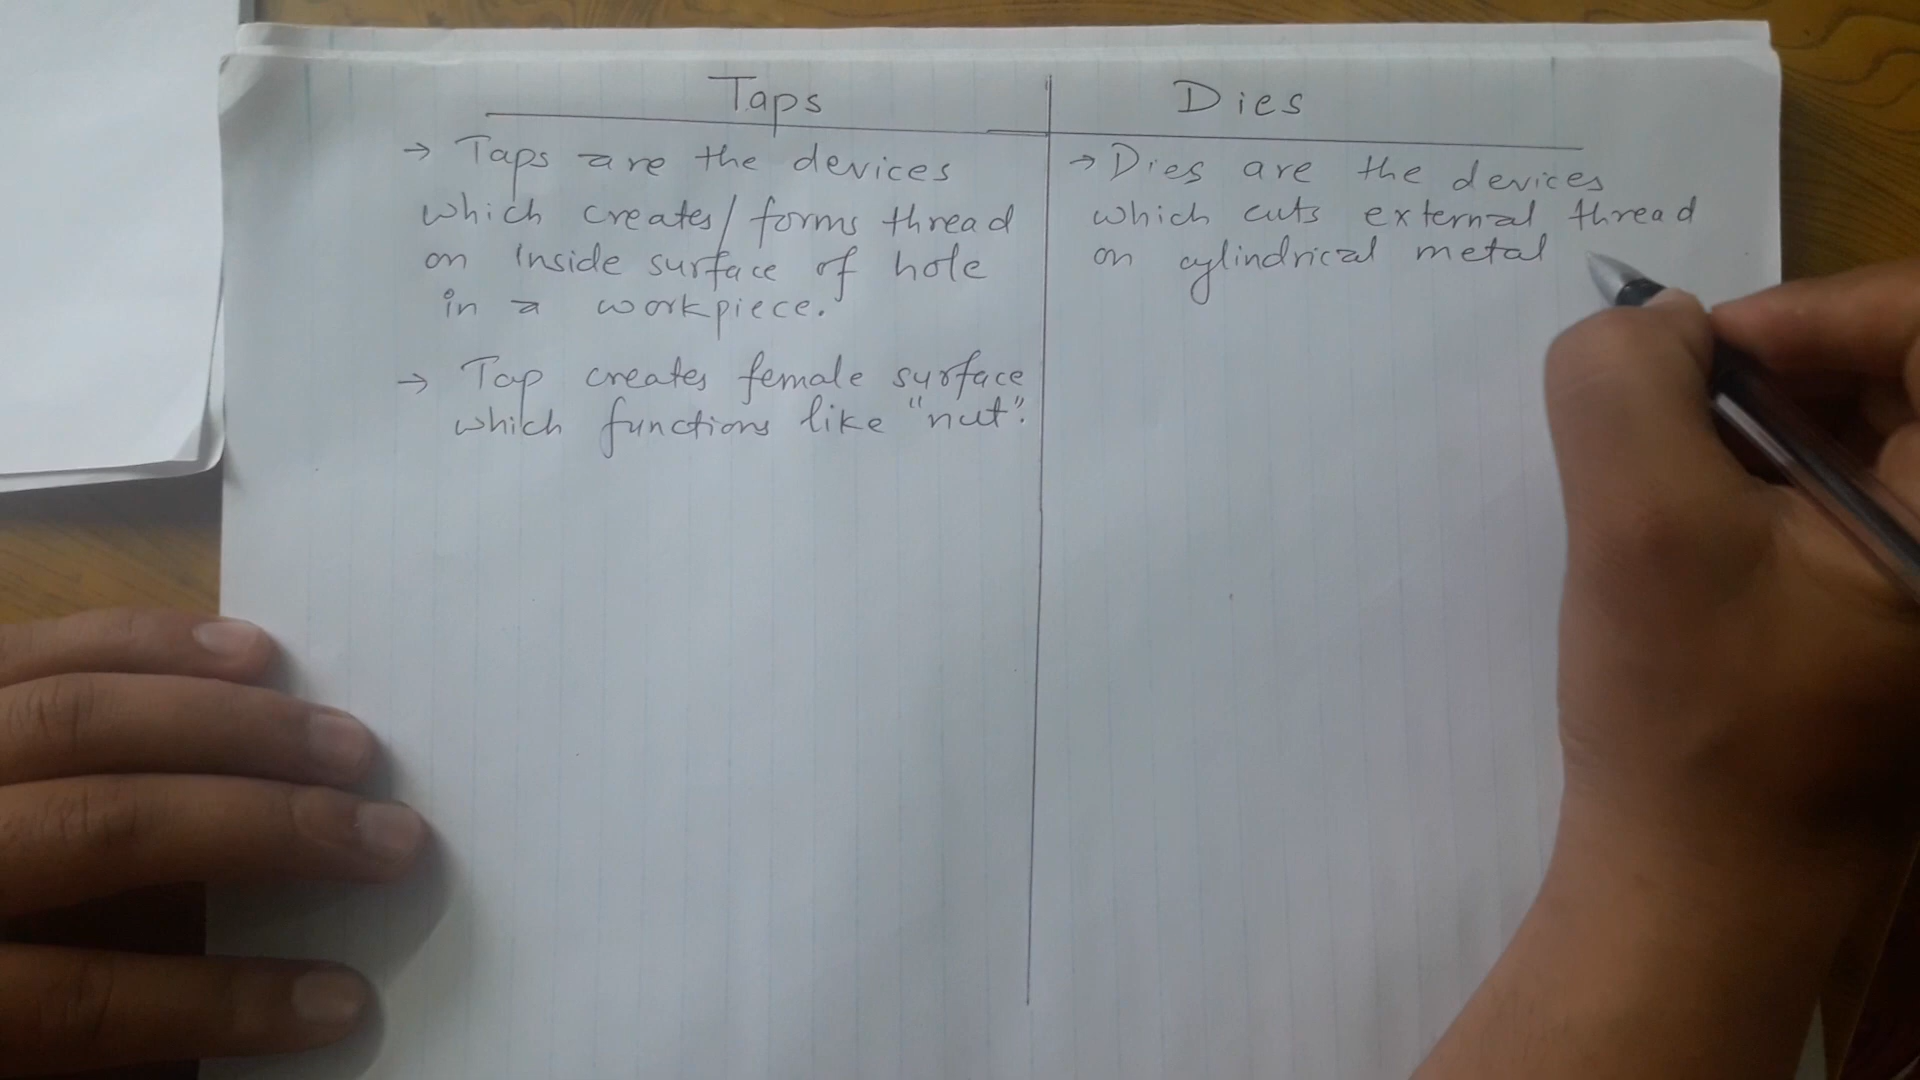 Taps
→ Taps are the devices
which creates/forms thread
on inside surface of hole
in a workpiece.
→ Tap creates female surface
which functions like "nut".
Dies
→ Dies are the devices
which cuts external thread
on cylindrical metal